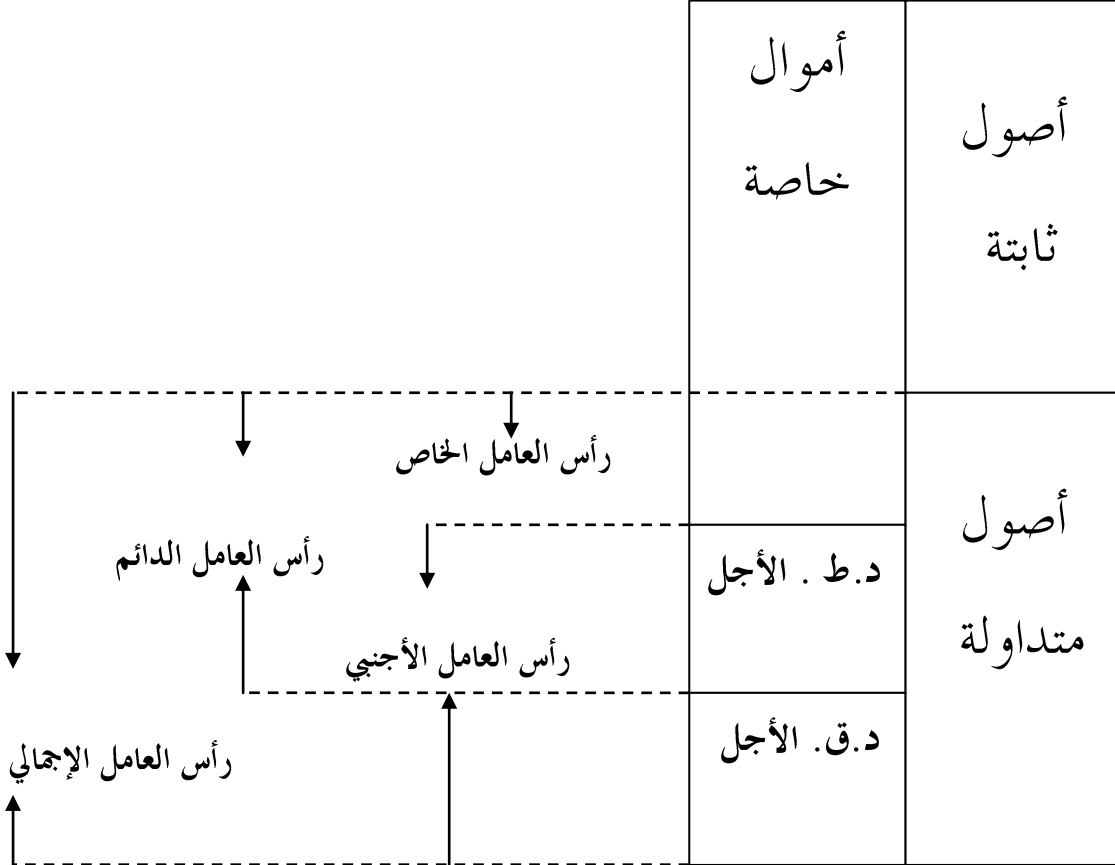 أصول
ثابتة
أموال
خاصة
رأس العامل الخاص
أصول
متداولة
د.ط . الأجل
رأس العامل الدائم
رأس العامل الأجنبي
د.ق. الأجل
رأس العامل الإجمالي